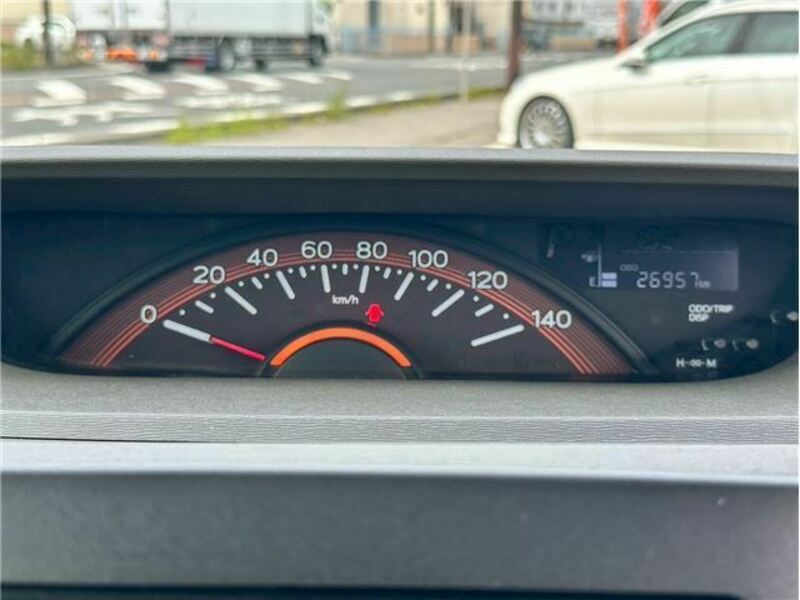 0 20 40 60 80 100 120 140
km/h
E
ODO
26957 km
ODO/TRIP
DISP
H-00-M